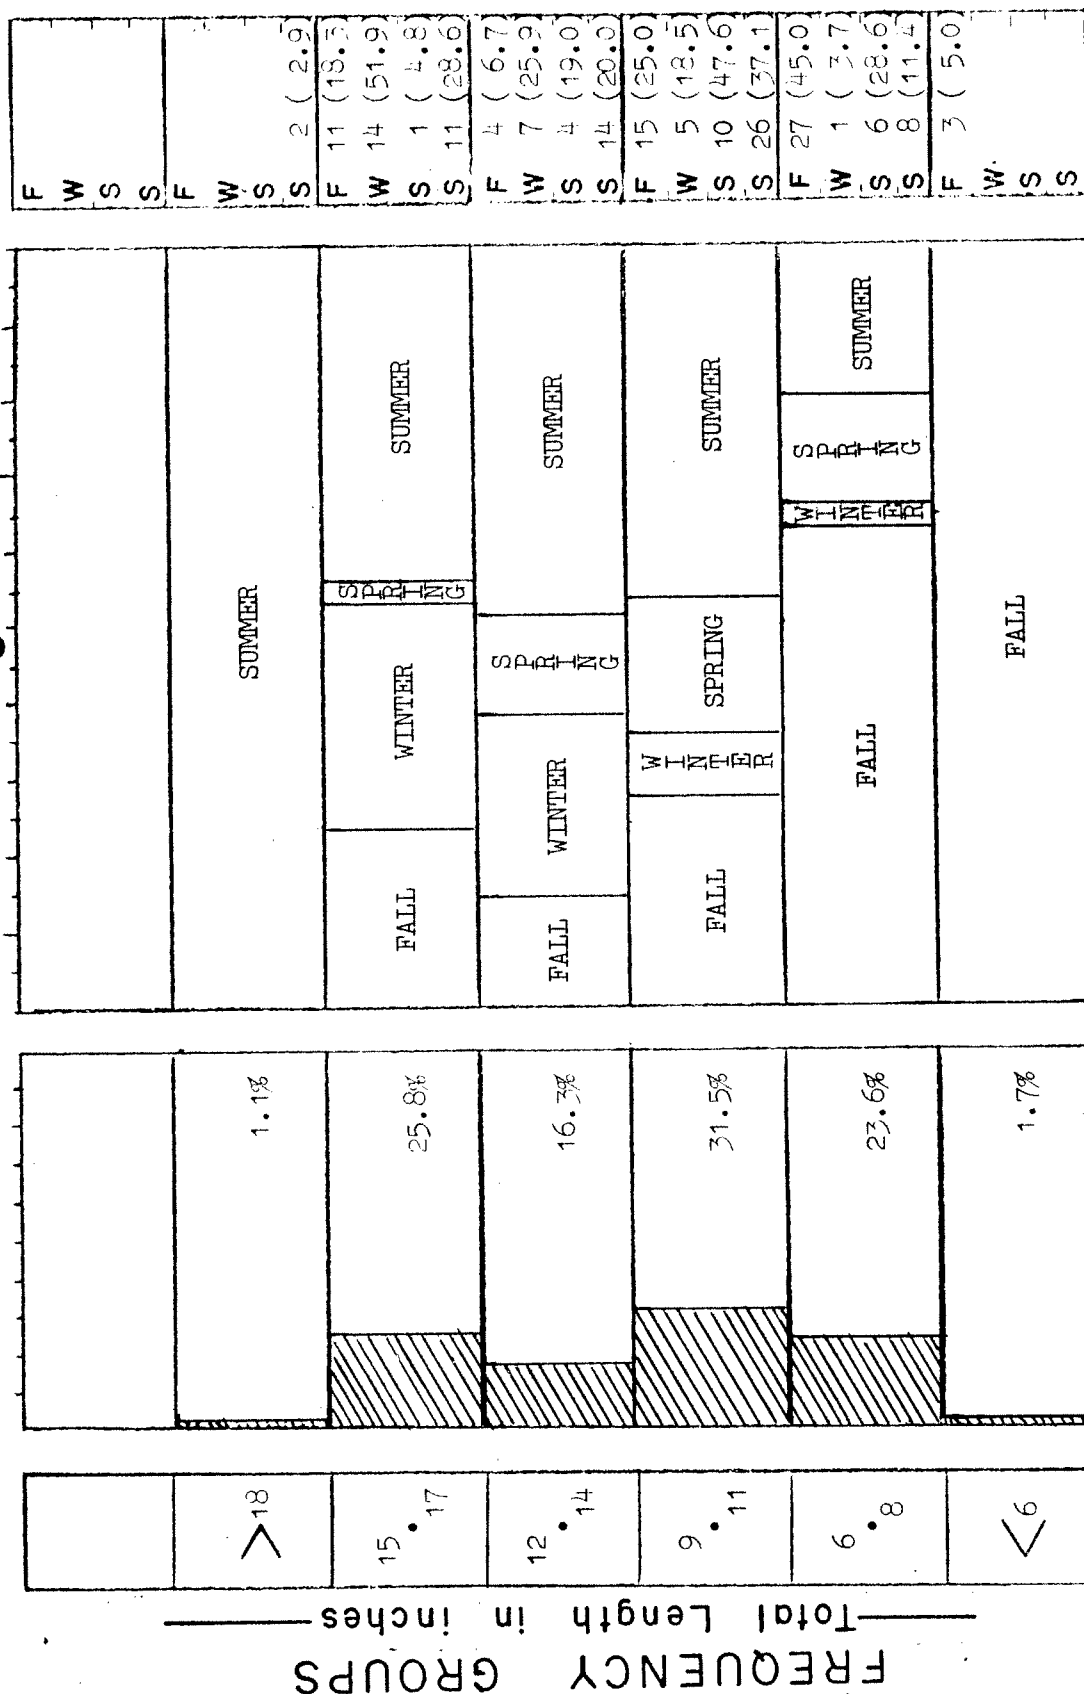 FREQUENCY GROUPS
Total Length in inches
>18
1.1%
SUMMER
F
W
S
S 2 ( 2.9)
15 • 17
25.8%
FALL
WINTER
SPRING
SUMMER
F 11 (18.3)
W 14 (51.9)
S 1 ( 4.8)
S 11 (28.6)
12 • 14
16.3%
FALL
WINTER
SPRING
SUMMER
F 4 ( 6.7)
W 7 (25.9)
S 4 (19.0)
S 14 (20.0)
9 • 11
31.5%
FALL
WINTER
SPRING
SUMMER
F 15 (25.0)
W 5 (18.5)
S 10 (47.6)
S 26 (37.1)
6 • 8
23.6%
FALL
WINTER
SPRING
SUMMER
F 27 (45.0)
W 1 ( 3.7)
S 6 (28.6)
S 8 (11.4)
<6
1.7%
FALL
F 3 ( 5.0)
W
S
S
F
W
S
S